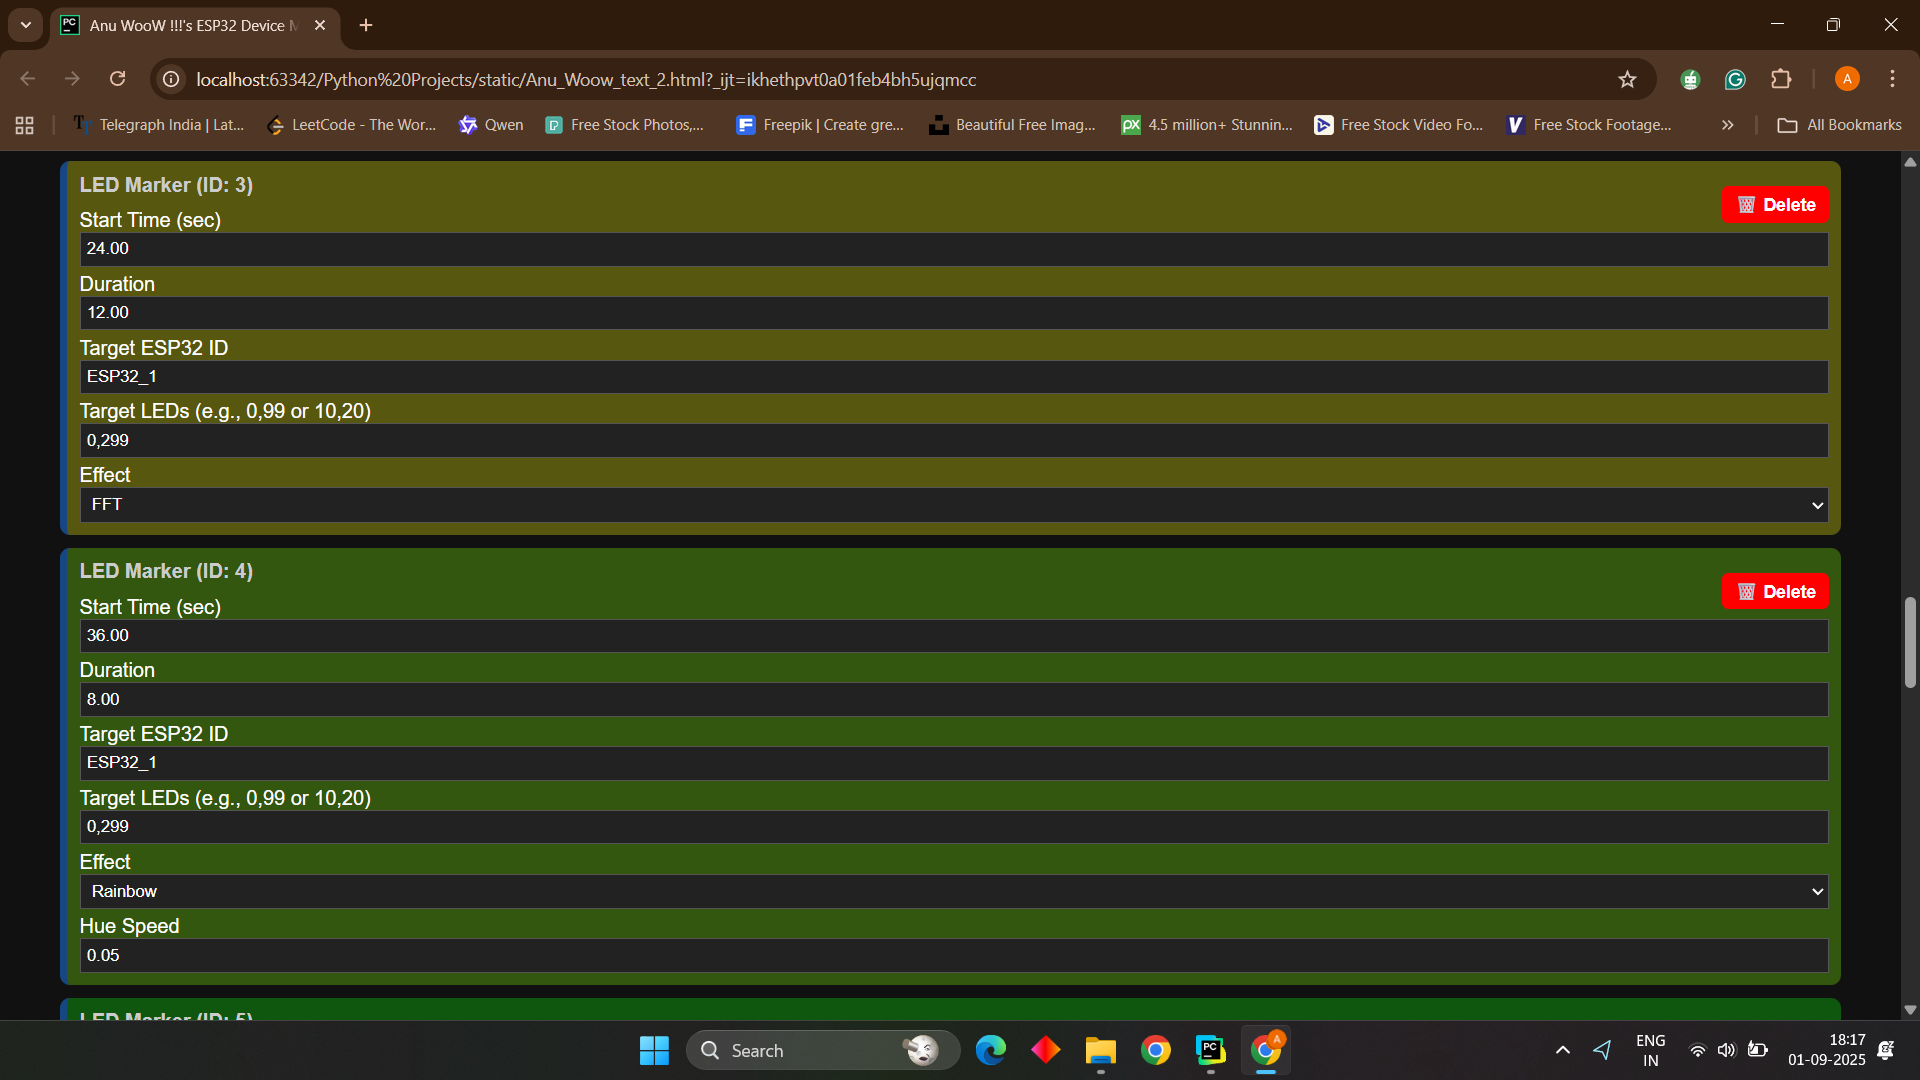 Anu WooW !!!'s ESP32 Device M
localhost:63342/Python%20Projects/static/Anu_Woow_text_2.html?_ijt=ikhethpvt0a01feb4bh5ujqmcc
A
Telegraph India | Lat...
LeetCode - The Wor...
Qwen
Free Stock Photos,...
Freepik | Create gre...
Beautiful Free Imag...
4.5 million+ Stunnin...
Free Stock Video Fo...
Free Stock Footage...
All Bookmarks
LED Marker (ID: 3)
Delete
Start Time (sec)
24.00
Duration
12.00
Target ESP32 ID
ESP32_1
Target LEDs (e.g., 0,99 or 10,20)
0,299
Effect
FFT
LED Marker (ID: 4)
Delete
Start Time (sec)
36.00
Duration
8.00
Target ESP32 ID
ESP32_1
Target LEDs (e.g., 0,99 or 10,20)
0,299
Effect
Rainbow
Hue Speed
0.05
LED Marker (ID: 5)
Search
PC
A
ENG
IN
18:17
01-09-2025